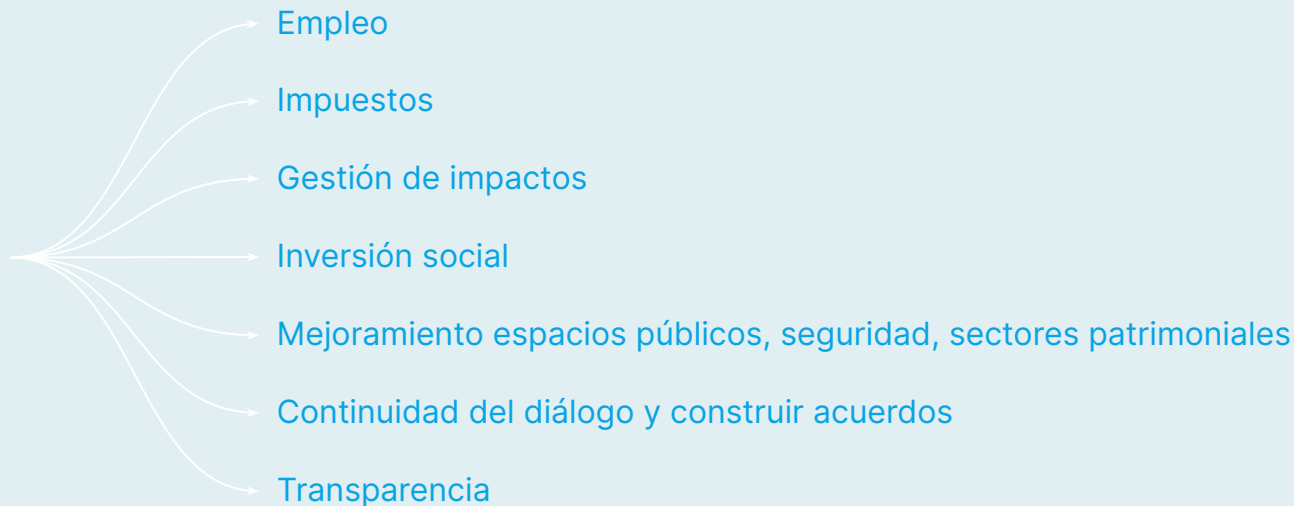 Empleo
Impuestos
Gestión de impactos
Inversión social
Mejoramiento espacios públicos, seguridad, sectores patrimoniales
Continuidad del diálogo y construir acuerdos
Transparencia